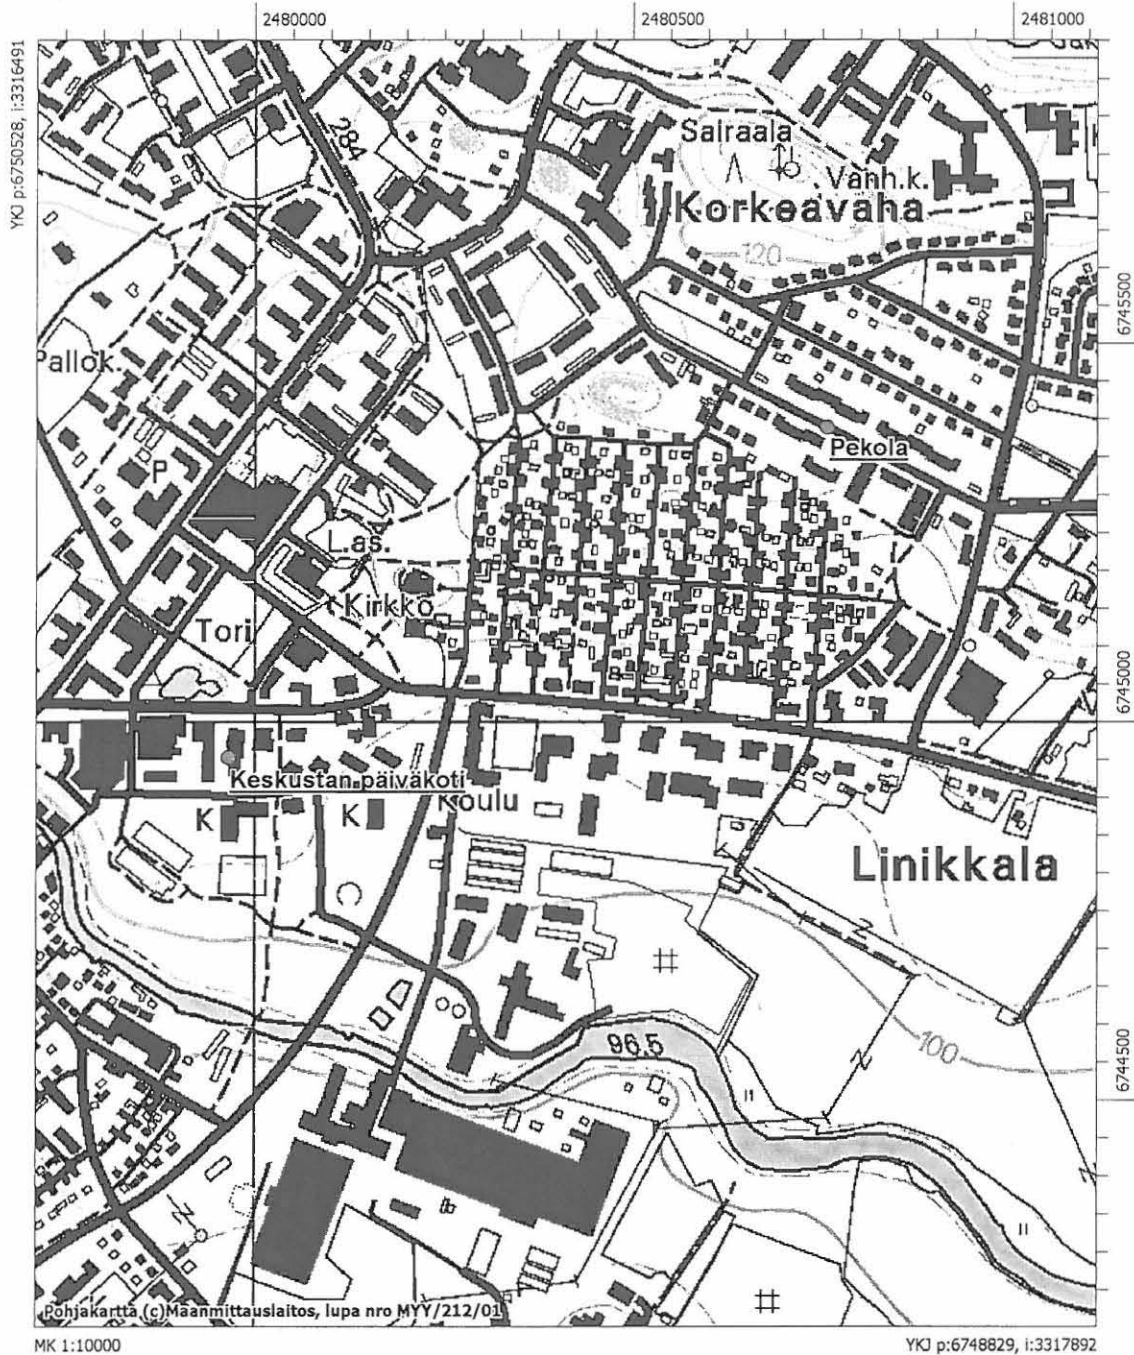 2480000
2480500
2481000
YKJ p:6750528, i:3316491
284
Sairaala
Vanh.k.
Korkeavaha
120
6745500
Pallok.
Pekola
P
L.as.
Kirkko
Tori
6745000
Keskustan päiväkoti
K
K
Koulu
Linikkala
96.5
100
6744500
Pohjakartta (c)Maanmittauslaitos, lupa nro MYY/212/01
MK 1:10000
YKJ p:6748829, i:3317892